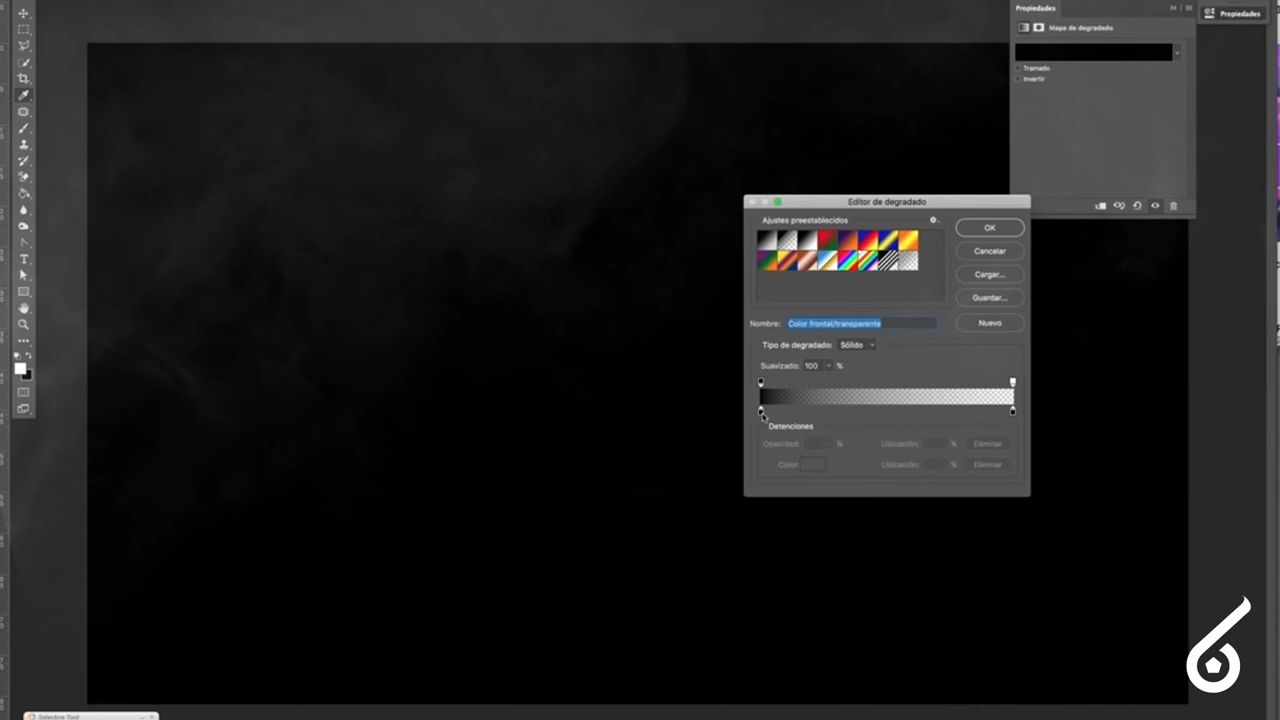 Propiedades
Propiedades
Mapa de degradado
Tramado
Invertir
Editor de degradado
Ajustes preestablecidos
OK
Cancelar
Cargar...
Guardar...
Nombre: Color frontal/transparente
Nuevo
Tipo de degradado: Sólido
Suavizado: 100 %
Detenciones
Opacidad: % Ubicación: % Eliminar
Color: Ubicación: % Eliminar
Selective Tool